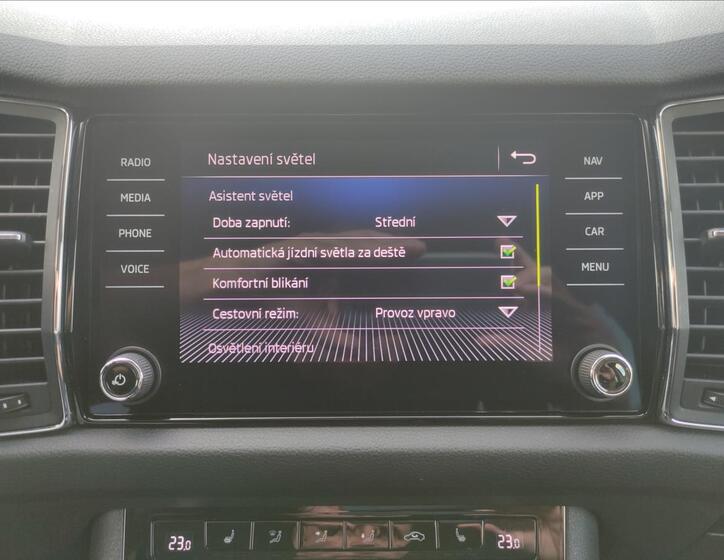 RADIO
MEDIA
PHONE
VOICE
Nastavení světel
Asistent světel
Doba zapnutí: Střední
Automatická jízdní světla za deště
Komfortní blikání
Cestovní režim: Provoz vpravo
Osvětlení interiéru
NAV
APP
CAR
MENU
23.0
23.0